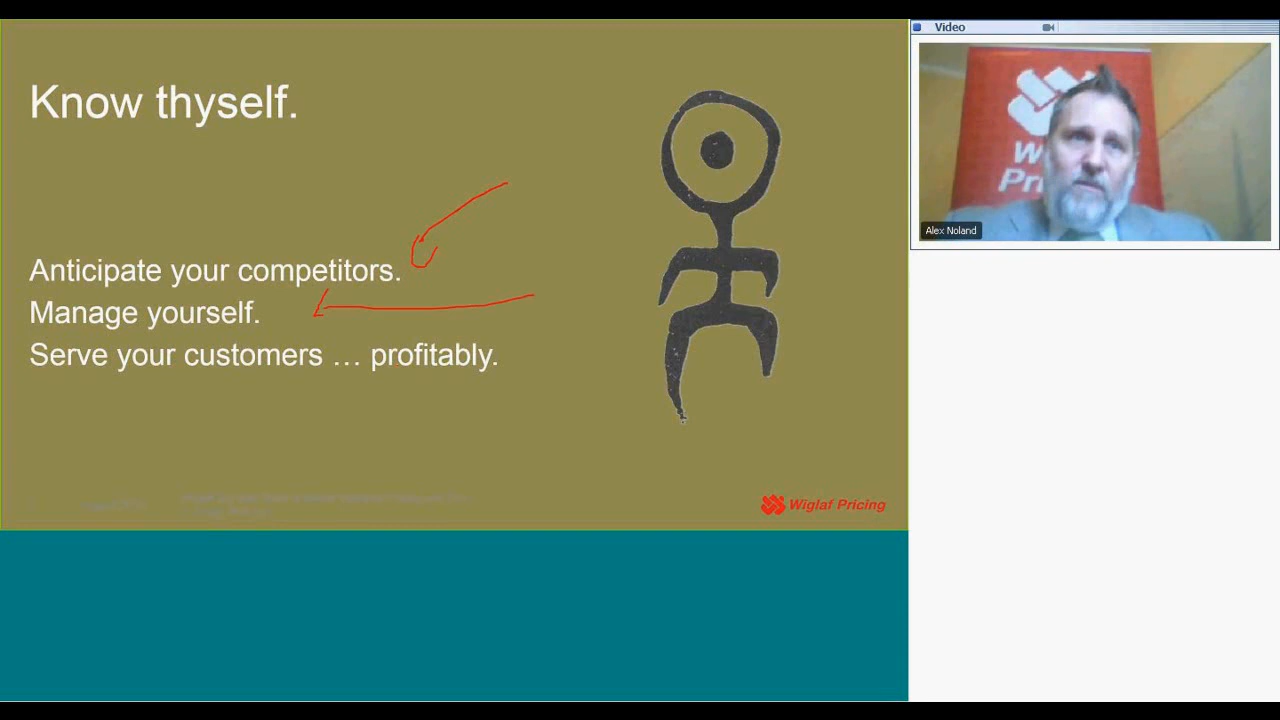 Know thyself.
Anticipate your competitors.
Manage yourself.
Serve your customers … profitably.
Wiglaf Pricing
Video
Alex Noland